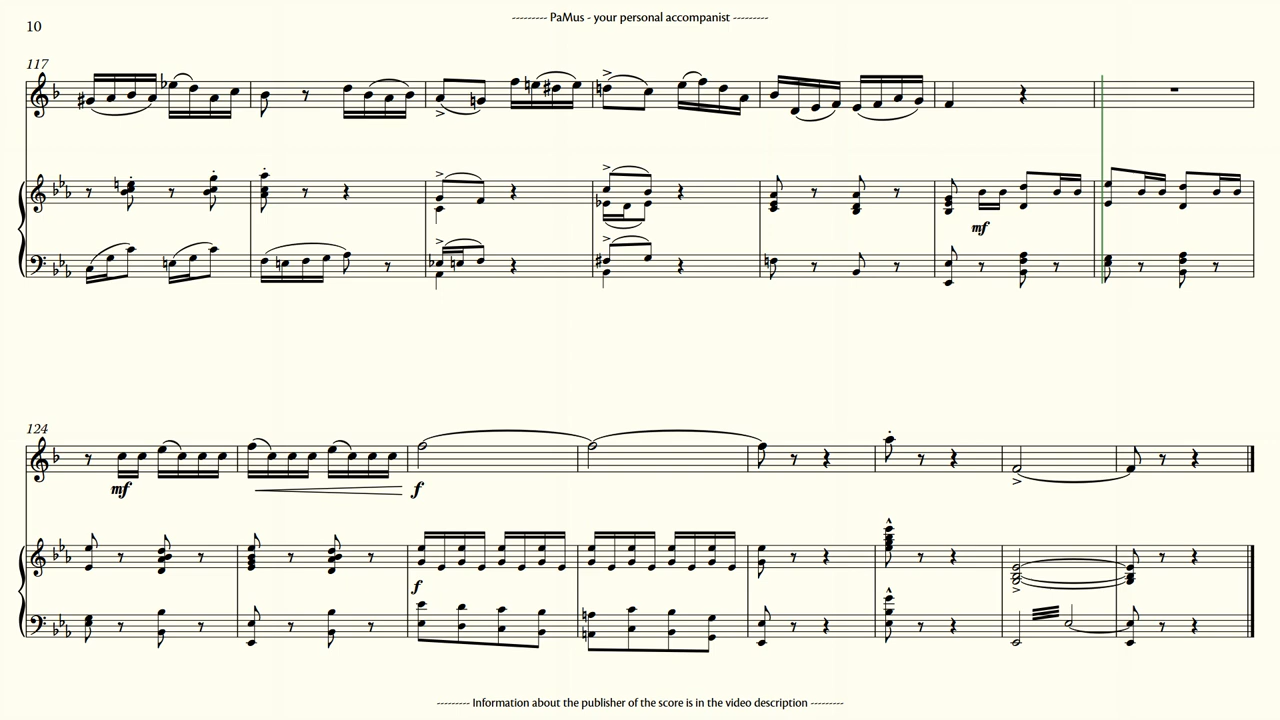 --------- PaMus - your personal accompanist ---------
10
117
mf
124
mf
f
f
--------- Information about the publisher of the score is in the video description ---------